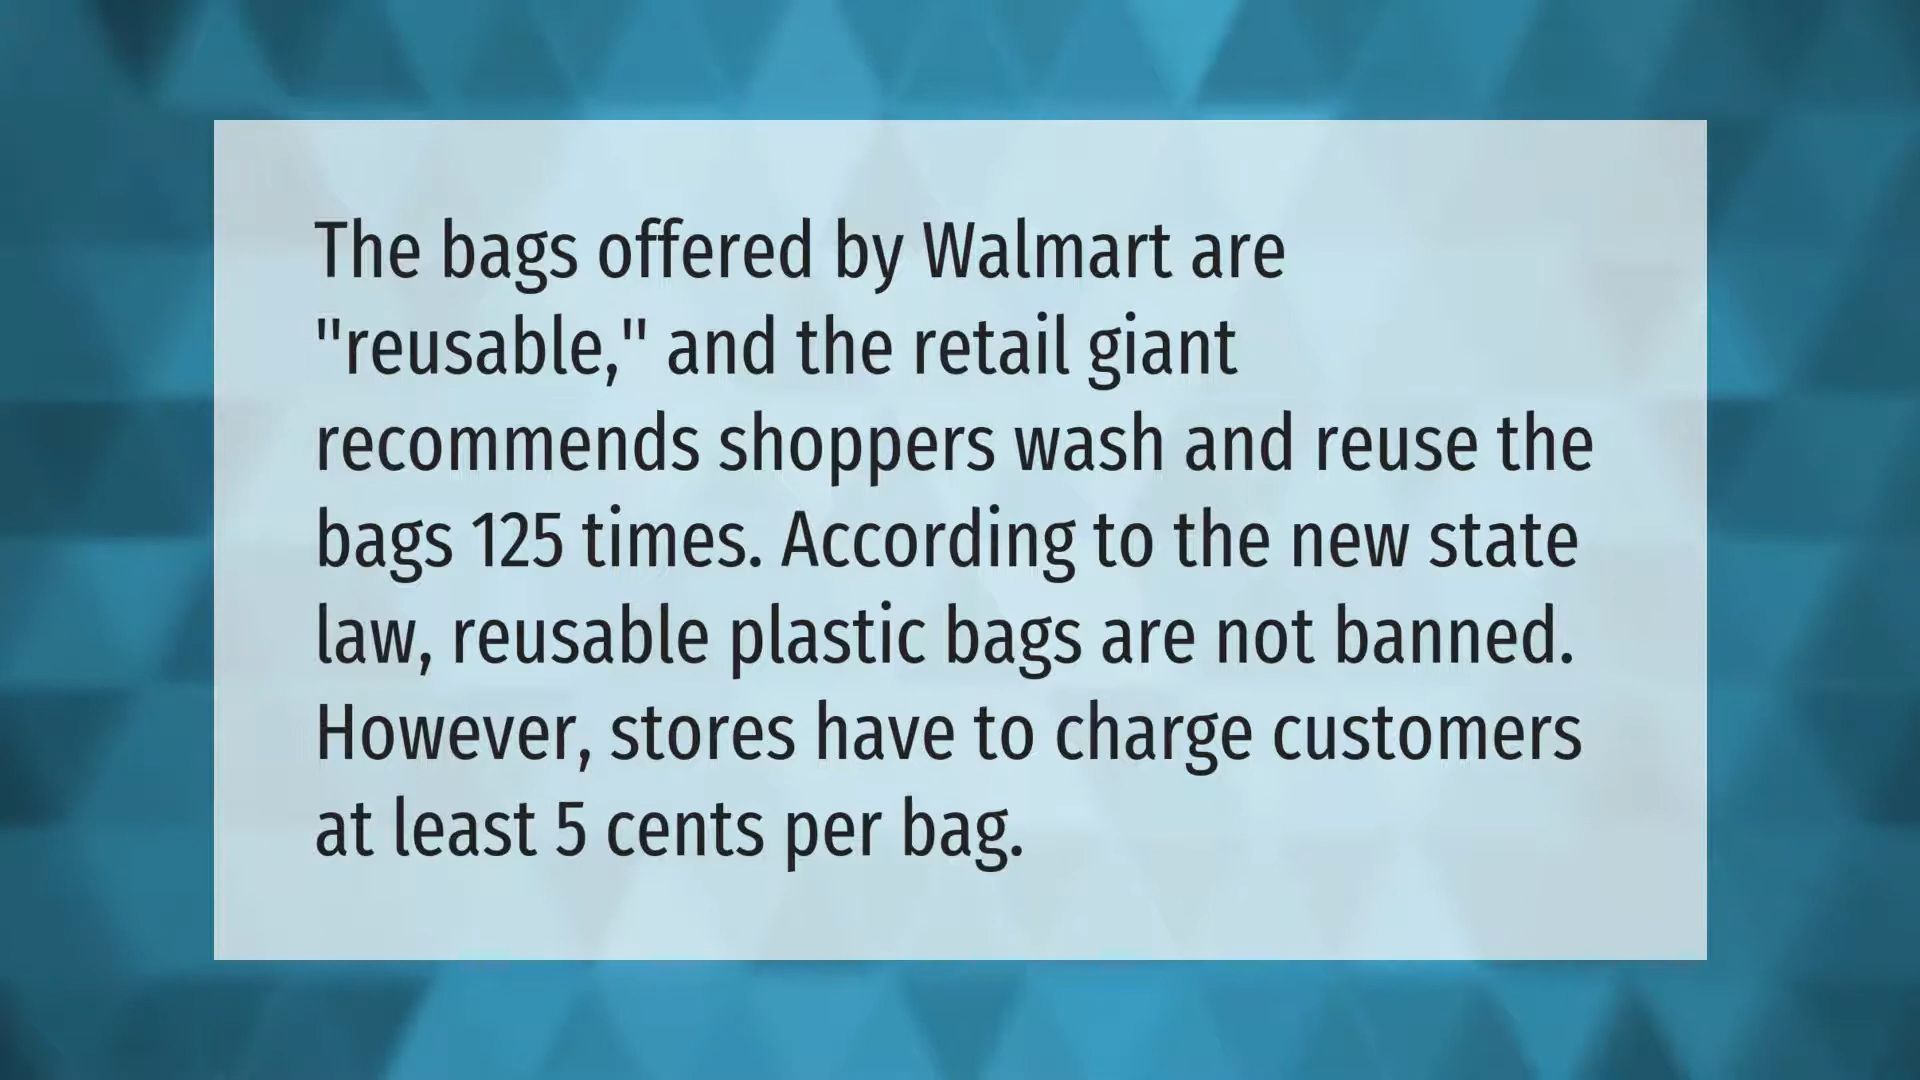 The bags offered by Walmart are
"reusable," and the retail giant
recommends shoppers wash and reuse the
bags 125 times. According to the new state
law, reusable plastic bags are not banned.
However, stores have to charge customers
at least 5 cents per bag.